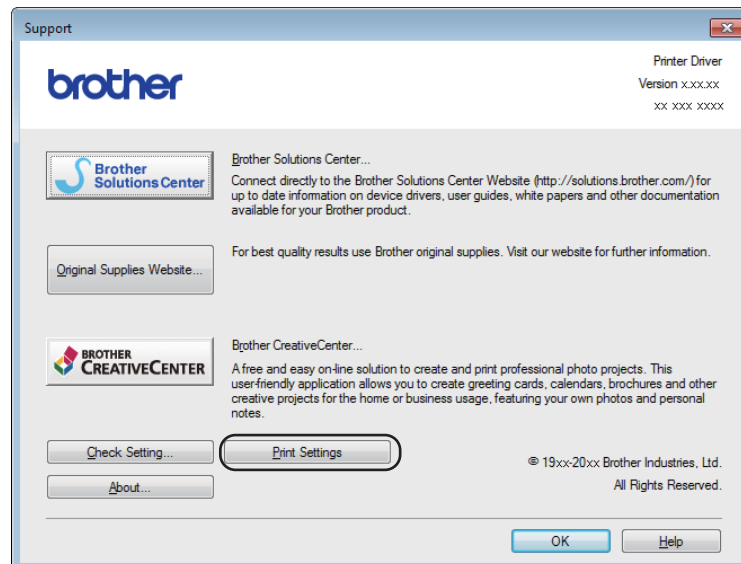 Support
brother
Printer Driver
Version x.xx.xx
xx xxx xxxx
Brother
Solutions Center
Brother Solutions Center...
Connect directly to the Brother Solutions Center Website (http://solutions.brother.com/) for
up to date information on device drivers, user guides, white papers and other documentation
available for your Brother product.
Original Supplies Website...
For best quality results use Brother original supplies. Visit our website for further information.
BROTHER
CREATIVECENTER
Brother CreativeCenter...
A free and easy on-line solution to create and print professional photo projects. This
user-friendly application allows you to create greeting cards, calendars, brochures and other
creative projects for the home or business usage, featuring your own photos and personal
notes.
Check Setting...
Print Settings
About...
© 19xx-20xx Brother Industries, Ltd.
All Rights Reserved.
OK
Help